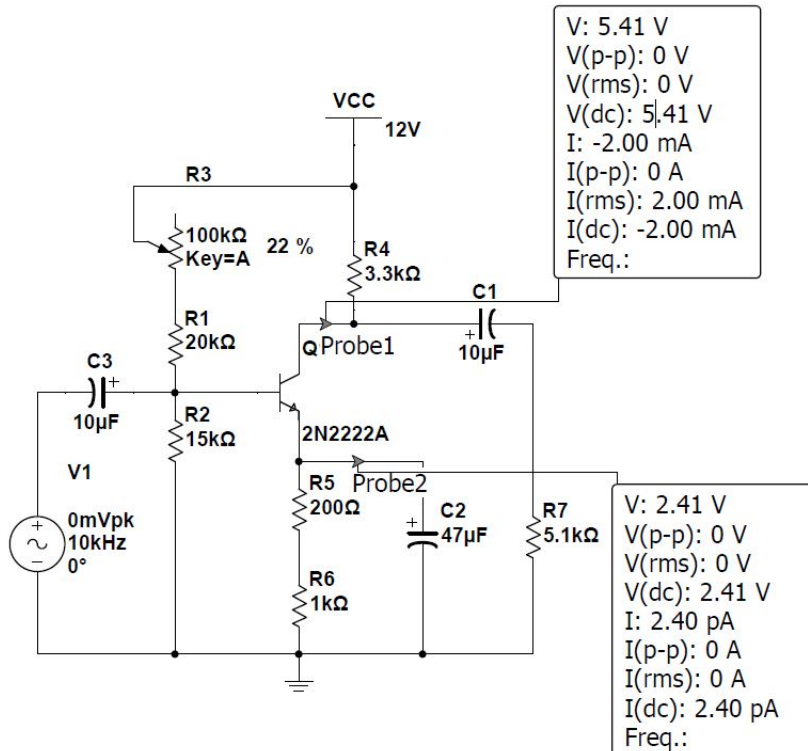 V: 5.41 V
V(p-p): 0 V
V(rms): 0 V
V(dc): 5.41 V
I: -2.00 mA
I(p-p): 0 A
I(rms): 2.00 mA
I(dc): -2.00 mA
Freq.:
VCC
12V
R3
100kΩ
Key=A
22 %
R4
3.3kΩ
C1
10µF
R1
20kΩ
Q
Probe1
C3
10µF
R2
15kΩ
2N2222A
V1
0mVpk
10kHz
0°
Probe2
R5
200Ω
C2
47µF
R7
5.1kΩ
R6
1kΩ
V: 2.41 V
V(p-p): 0 V
V(rms): 0 V
V(dc): 2.41 V
I: 2.40 pA
I(p-p): 0 A
I(rms): 0 A
I(dc): 2.40 pA
Freq.: